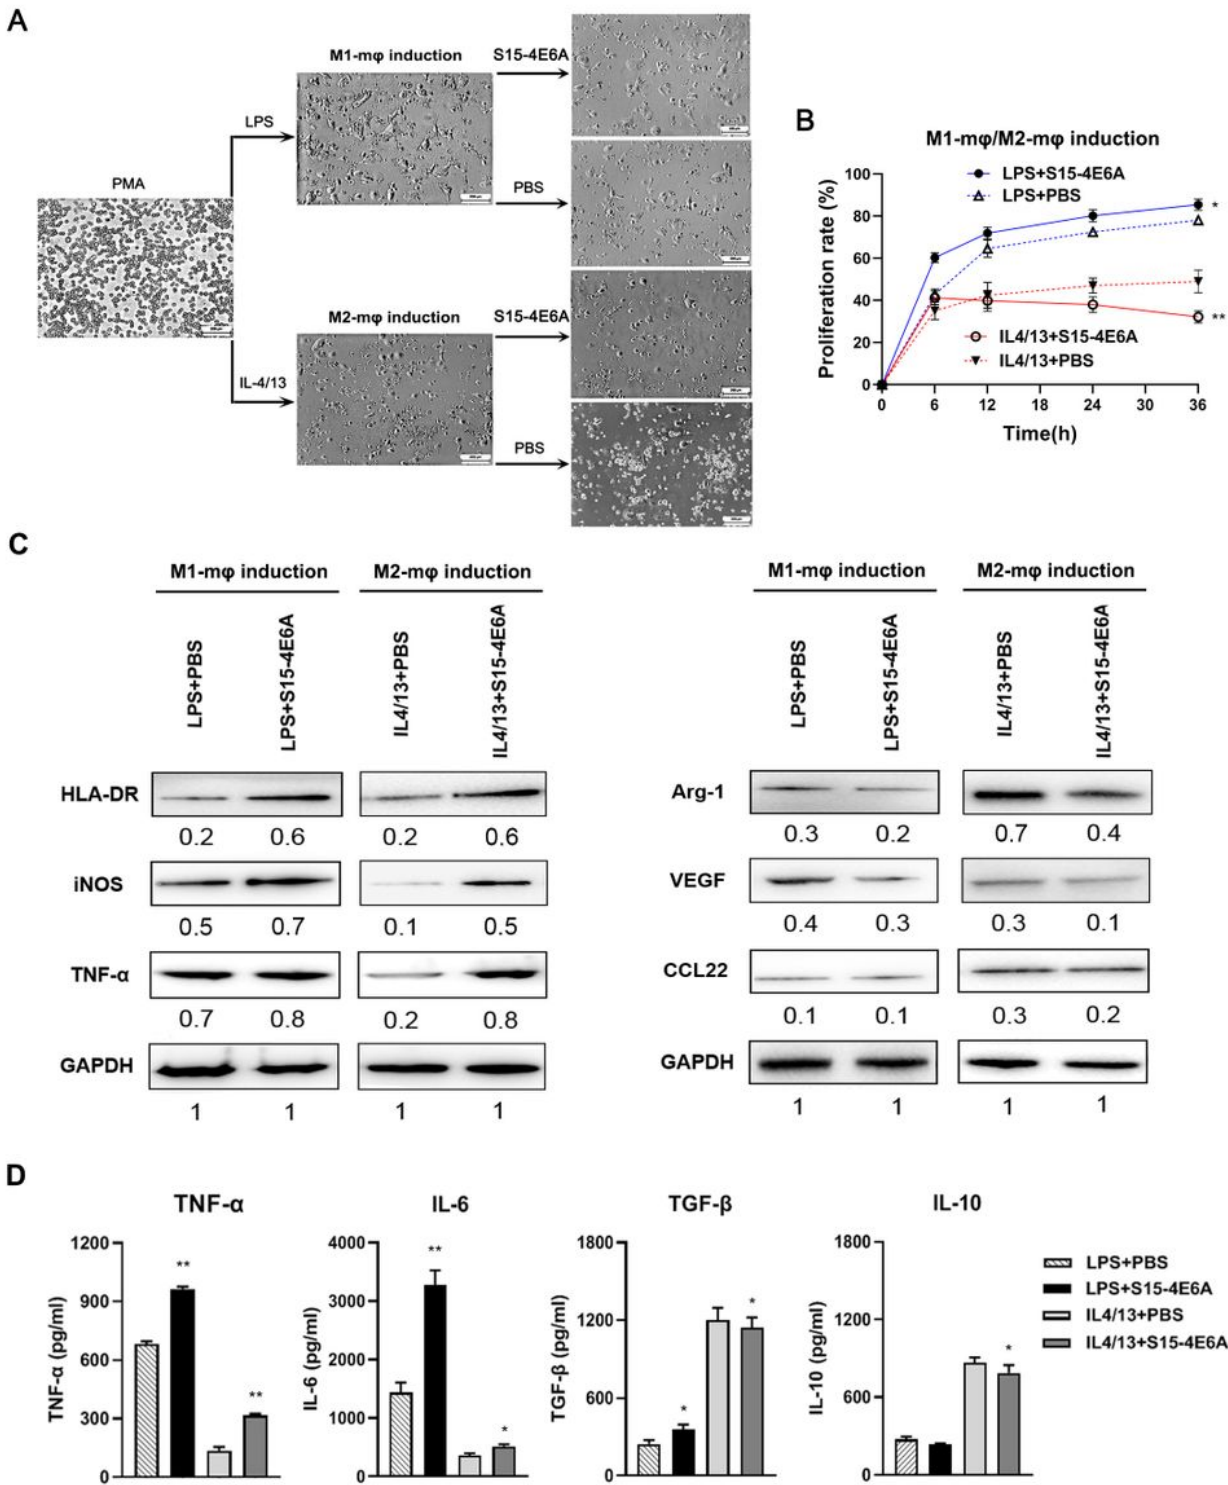 A
M1-mφ induction
S15-4E6A
LPS
PBS
PMA
M2-mφ induction
S15-4E6A
IL-4/13
PBS
B
M1-mφ/M2-mφ induction
LPS+S15-4E6A
LPS+PBS
IL4/13+S15-4E6A
IL4/13+PBS
Proliferation rate (%)
100
80
60
40
20
0
*
**
0 6 12 18 24 30 36
Time(h)
C
M1-mφ induction M2-mφ induction
LPS+PBS LPS+S15-4E6A IL4/13+PBS IL4/13+S15-4E6A
HLA-DR
0.2 0.6 0.2 0.6
iNOS
0.5 0.7 0.1 0.5
TNF-α
0.7 0.8 0.2 0.8
GAPDH
1 1 1 1
M1-mφ induction M2-mφ induction
LPS+PBS LPS+S15-4E6A IL4/13+PBS IL4/13+S15-4E6A
Arg-1
0.3 0.2 0.7 0.4
VEGF
0.4 0.3 0.3 0.1
CCL22
0.1 0.1 0.3 0.2
GAPDH
1 1 1 1
D
TNF-α
TNF-α (pg/ml)
1200
900
600
300
0
** **
IL-6
IL-6 (pg/ml)
4000
3000
2000
1000
0
** *
TGF-β
TGF-β (pg/ml)
1800
1200
600
0
* *
IL-10
IL-10 (pg/ml)
1800
1200
600
0
*
LPS+PBS
LPS+S15-4E6A
IL4/13+PBS
IL4/13+S15-4E6A